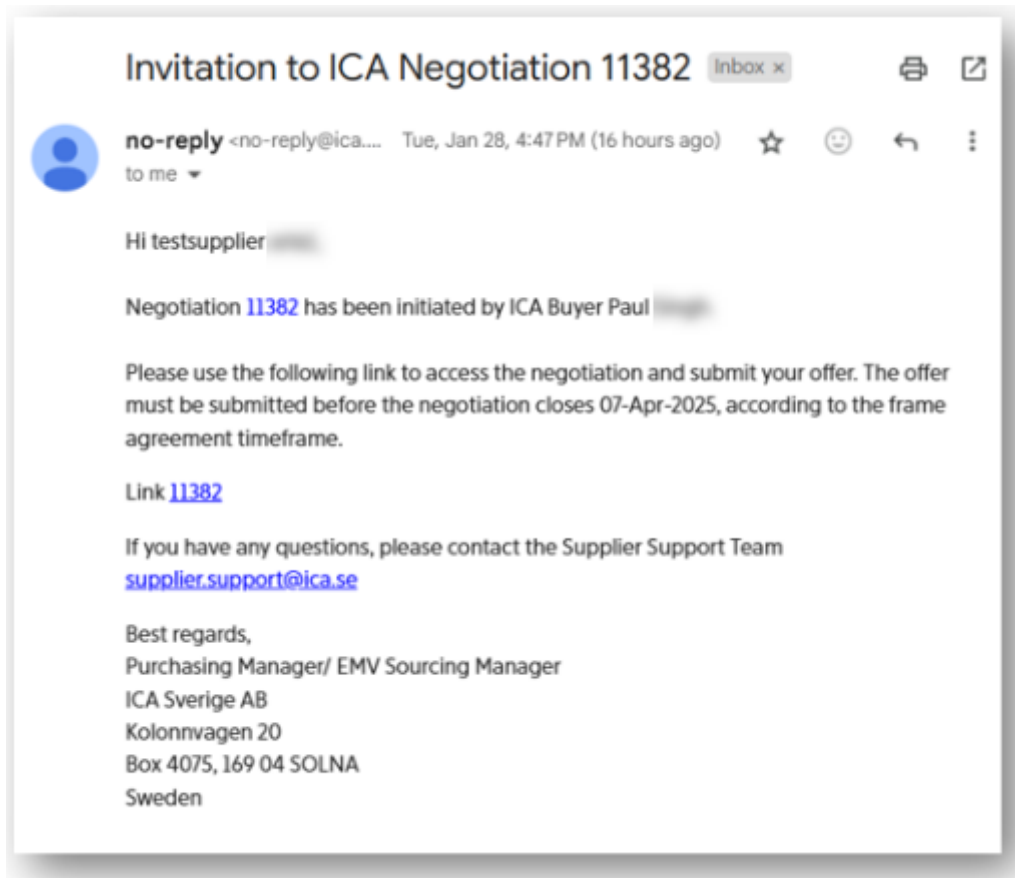 Invitation to ICA Negotiation 11382 Inbox ×
no-reply <no-reply@ica.... Tue, Jan 28, 4:47 PM (16 hours ago)
to me
Hi testsupplier
Negotiation 11382 has been initiated by ICA Buyer Paul
Please use the following link to access the negotiation and submit your offer. The offer
must be submitted before the negotiation closes 07-Apr-2025, according to the frame
agreement timeframe.
Link 11382
If you have any questions, please contact the Supplier Support Team
supplier.support@ica.se
Best regards,
Purchasing Manager/ EMV Sourcing Manager
ICA Sverige AB
Kolonnvagen 20
Box 4075, 169 04 SOLNA
Sweden